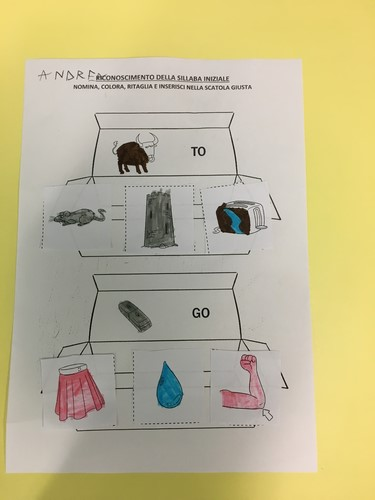 ANDREA
RICONOSCIMENTO DELLA SILLABA INIZIALE
NOMINA, COLORA, RITAGLIA E INSERISCI NELLA SCATOLA GIUSTA
TO
GO